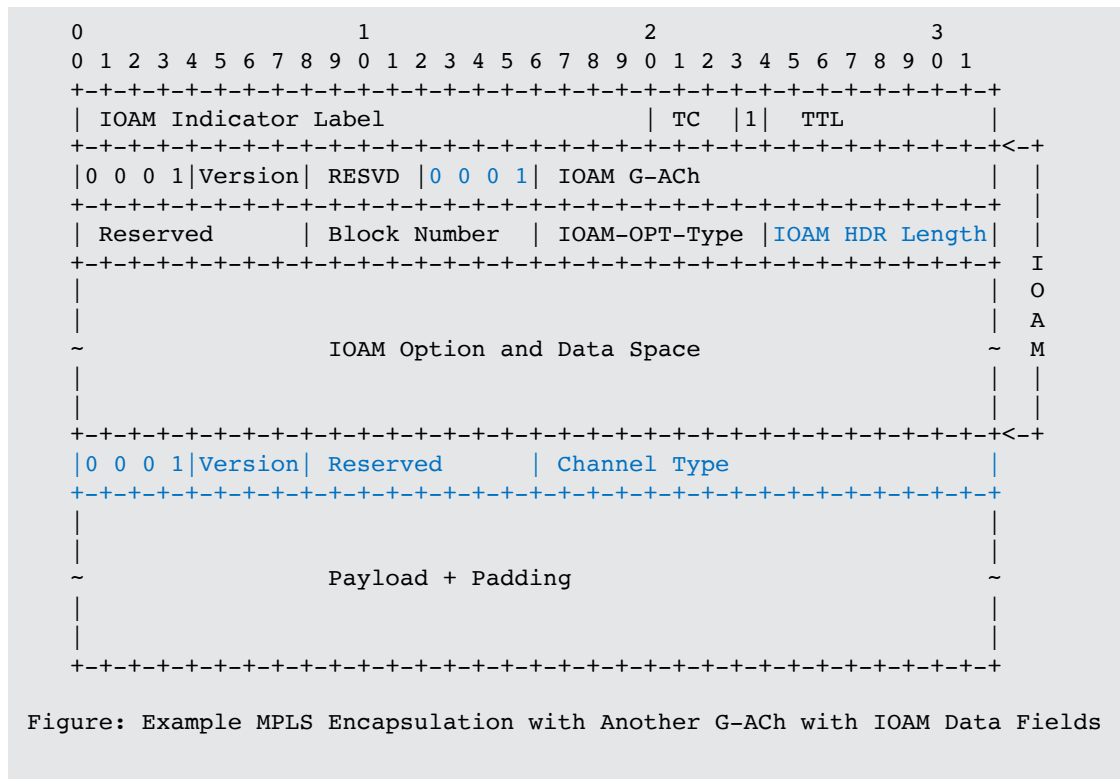 0                   1                   2                   3
0 1 2 3 4 5 6 7 8 9 0 1 2 3 4 5 6 7 8 9 0 1 2 3 4 5 6 7 8 9 0 1
+-+-+-+-+-+-+-+-+-+-+-+-+-+-+-+-+-+-+-+-+-+-+-+-+-+-+-+-+-+-+-+-+
| IOAM Indicator Label                  | TC  |1|  TTL          |
+-+-+-+-+-+-+-+-+-+-+-+-+-+-+-+-+-+-+-+-+-+-+-+-+-+-+-+-+-+-+-+-+<-+
|0 0 0 1|Version| RESVD |0 0 0 1| IOAM G-ACh                    |  |
+-+-+-+-+-+-+-+-+-+-+-+-+-+-+-+-+-+-+-+-+-+-+-+-+-+-+-+-+-+-+-+-+  |
| Reserved      | Block Number  | IOAM-OPT-Type |IOAM HDR Length|  |
+-+-+-+-+-+-+-+-+-+-+-+-+-+-+-+-+-+-+-+-+-+-+-+-+-+-+-+-+-+-+-+-+  I
|                                                               |  O
|                                                               |  A
~                 IOAM Option and Data Space                    ~  M
|                                                               |  |
|                                                               |  |
+-+-+-+-+-+-+-+-+-+-+-+-+-+-+-+-+-+-+-+-+-+-+-+-+-+-+-+-+-+-+-+-+<-+
|0 0 0 1|Version| Reserved      | Channel Type                  |
+-+-+-+-+-+-+-+-+-+-+-+-+-+-+-+-+-+-+-+-+-+-+-+-+-+-+-+-+-+-+-+-+
|                                                               |
|                                                               |
~                 Payload + Padding                             ~
|                                                               |
|                                                               |
+-+-+-+-+-+-+-+-+-+-+-+-+-+-+-+-+-+-+-+-+-+-+-+-+-+-+-+-+-+-+-+-+
Figure: Example MPLS Encapsulation with Another G-ACh with IOAM Data Fields